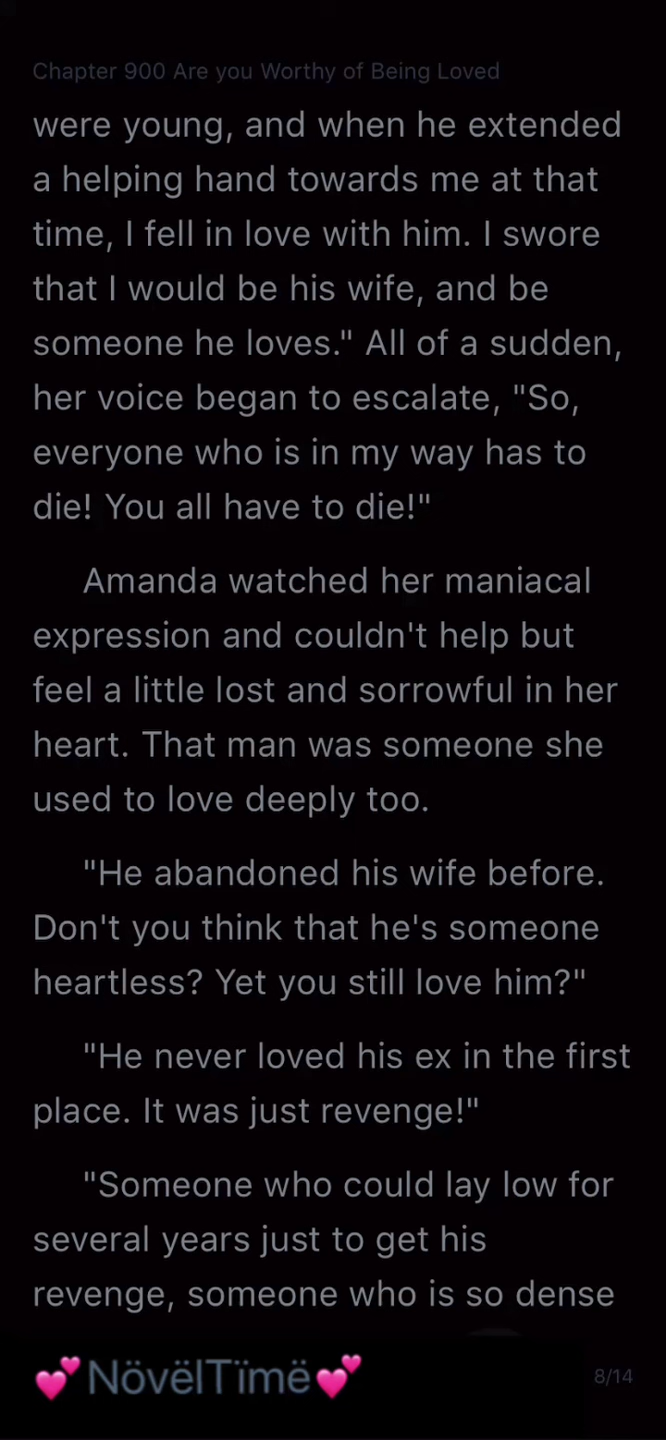 Chapter 900 Are you Worthy of Being Loved
were young, and when he extended
a helping hand towards me at that
time, I fell in love with him. I swore
that I would be his wife, and be
someone he loves." All of a sudden,
her voice began to escalate, "So,
everyone who is in my way has to
die! You all have to die!"
Amanda watched her maniacal
expression and couldn't help but
feel a little lost and sorrowful in her
heart. That man was someone she
used to love deeply too.
"He abandoned his wife before.
Don't you think that he's someone
heartless? Yet you still love him?"
"He never loved his ex in the first
place. It was just revenge!"
"Someone who could lay low for
several years just to get his
revenge, someone who is so dense
💕NövëlTïmë💕
8/14